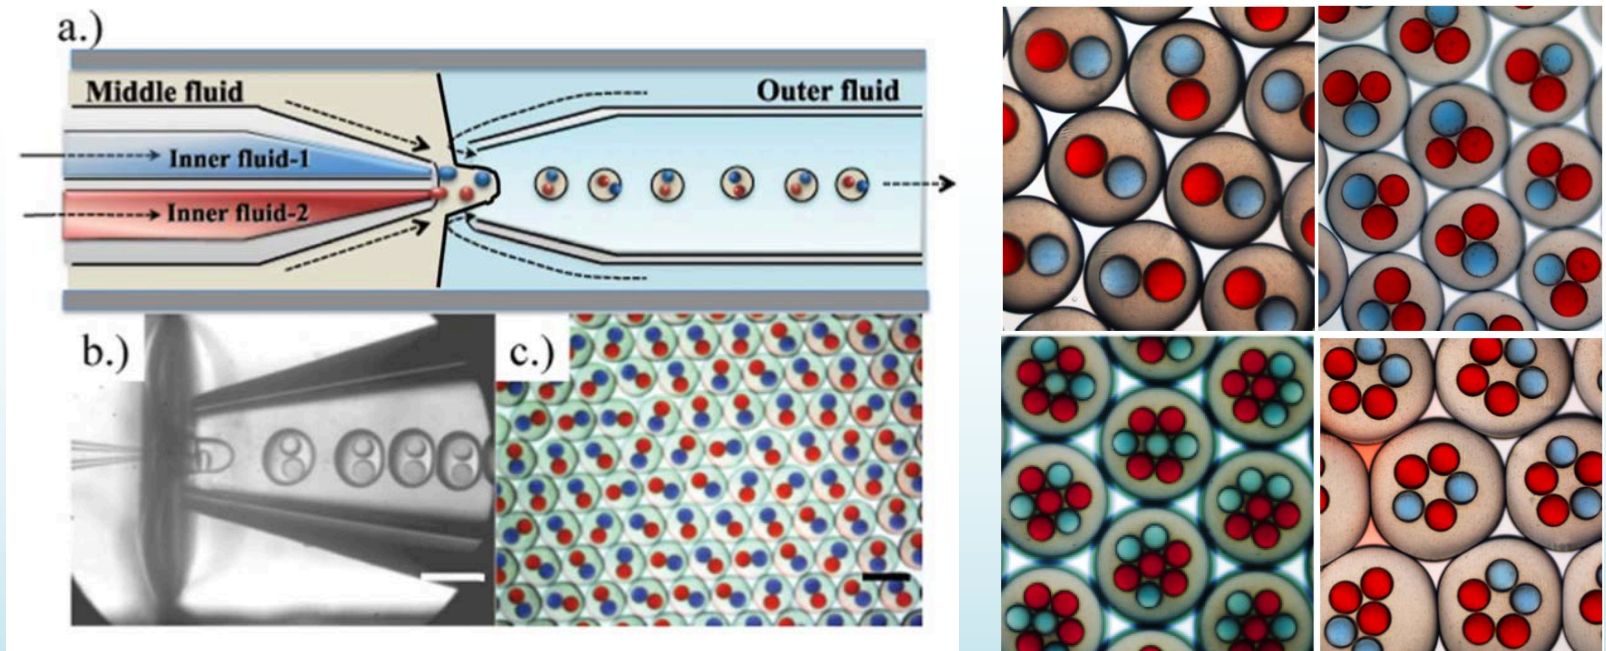 a.)
Middle fluid
Outer fluid
Inner fluid-1
Inner fluid-2
b.)
c.)